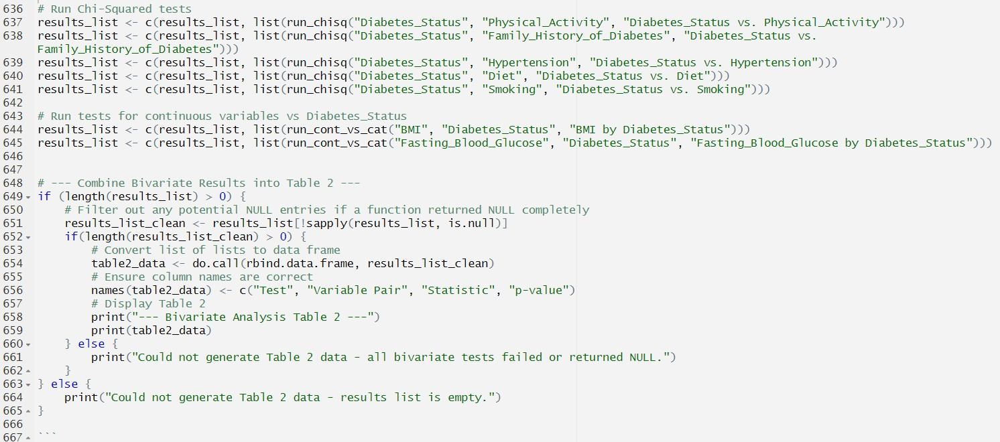 636 # Run Chi-Squared tests
637 results_list <- c(results_list, list(run_chisq("Diabetes_Status", "Physical_Activity", "Diabetes_Status vs. Physical_Activity")))
638 results_list <- c(results_list, list(run_chisq("Diabetes_Status", "Family_History_of_Diabetes", "Diabetes_Status vs.
Family_History_of_Diabetes")))
639 results_list <- c(results_list, list(run_chisq("Diabetes_Status", "Hypertension", "Diabetes_Status vs. Hypertension")))
640 results_list <- c(results_list, list(run_chisq("Diabetes_Status", "Diet", "Diabetes_Status vs. Diet")))
641 results_list <- c(results_list, list(run_chisq("Diabetes_Status", "Smoking", "Diabetes_Status vs. Smoking")))
642
643 # Run tests for continuous variables vs Diabetes_Status
644 results_list <- c(results_list, list(run_cont_vs_cat("BMI", "Diabetes_Status", "BMI by Diabetes_Status")))
645 results_list <- c(results_list, list(run_cont_vs_cat("Fasting_Blood_Glucose", "Diabetes_Status", "Fasting_Blood_Glucose by Diabetes_Status")))
646
647
648 # --- Combine Bivariate Results into Table 2 ---
649 if (length(results_list) > 0) {
650     # Filter out any potential NULL entries if a function returned NULL completely
651     results_list_clean <- results_list[!sapply(results_list, is.null)]
652     if(length(results_list_clean) > 0) {
653         # Convert list of lists to data frame
654         table2_data <- do.call(rbind.data.frame, results_list_clean)
655         # Ensure column names are correct
656         names(table2_data) <- c("Test", "Variable Pair", "Statistic", "p-value")
657         # Display Table 2
658         print("--- Bivariate Analysis Table 2 ---")
659         print(table2_data)
660     } else {
661         print("Could not generate Table 2 data - all bivariate tests failed or returned NULL.")
662     }
663 } else {
664     print("Could not generate Table 2 data - results list is empty.")
665 }
666
667 ```